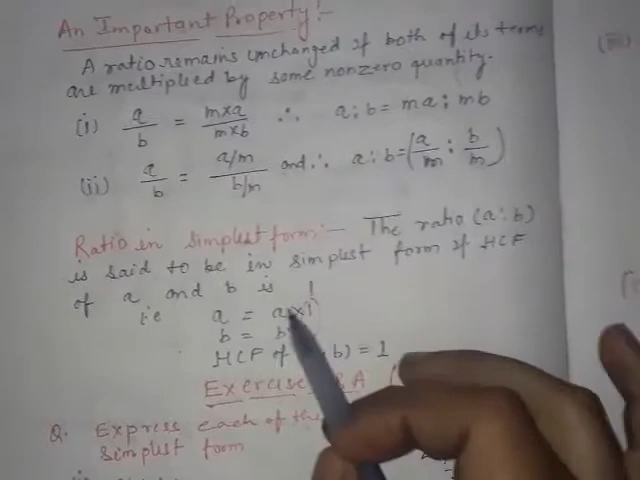 An Important Property:-
A ratio remains unchanged if both of its terms
are multiplied by some nonzero quantity.
(i) a/b = m×a/m×b ∴ a:b = ma:mb
(ii) a/b = a/m / b/m and ∴ a:b = (a/m : b/m)
Ratio in simplest form:- The ratio (a:b)
is said to be in simplest form if HCF
of a and b is 1
ie a = a×1
b = b
HCF of b) = 1
Exercise A (
Q. Express each of the
simplest form